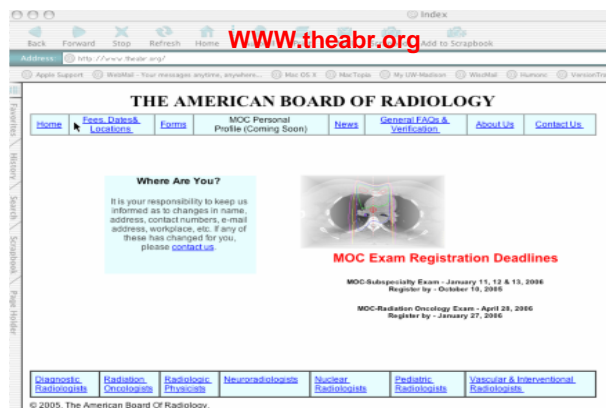 Index
Back Forward Stop Refresh Home
WWW.theabr.org
Add to Scrapbook
Address: http://www.theabr.org/
Apple Support WebMail - Your messages anytime, anywhere... Mac OS X MacTopia My UW-Madison WiscMail Humonc
Favorites
History
Search
Scrapbook
Page Holder
THE AMERICAN BOARD OF RADIOLOGY
Home
Fees, Dates&
Locations
Forms
MOC Personal
Profile (Coming Soon)
News
General FAQs &
Verification
About Us
Contact Us
Where Are You?
It is your responsibility to keep us
informed as to changes in name,
address, contact numbers, e-mail
address, workplace, etc. If any of
these has changed for you,
please contact us.
MOC Exam Registration Deadlines
MOC-Subspecialty Exam - January 11, 12 & 13, 2006
Register by - October 10, 2005
MOC-Radiation Oncology Exam - April 28, 2006
Register by - January 27, 2006
Diagnostic
Radiologists
Radiation
Oncologists
Radiologic
Physicists
Neuroradiologists
Nuclear
Radiologists
Pediatric
Radiologists
Vascular & Interventional
Radiologists
© 2005. The American Board Of Radiology.